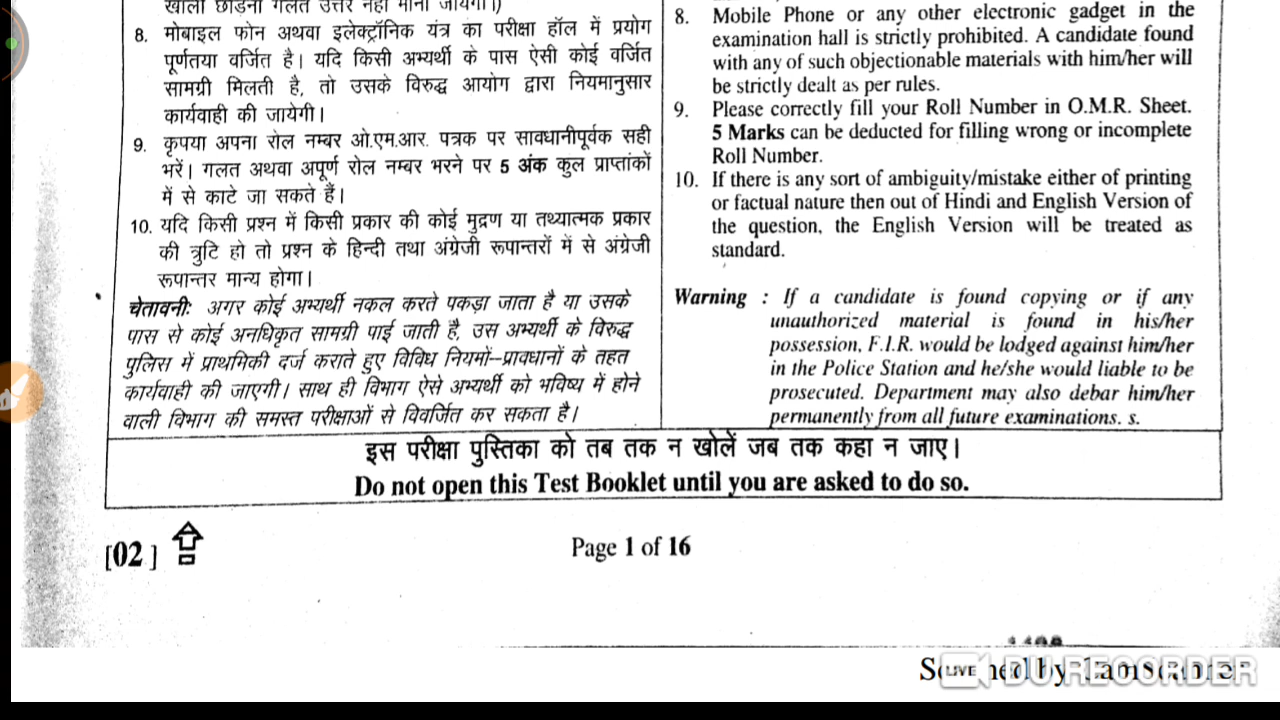 खाली छोड़ना गलत उत्तर नहीं माना जायेगा।)
8. मोबाइल फोन अथवा इलेक्ट्रॉनिक यंत्र का परीक्षा हॉल में प्रयोग
पूर्णतया वर्जित है। यदि किसी अभ्यर्थी के पास ऐसी कोई वर्जित
सामग्री मिलती है, तो उसके विरुद्ध आयोग द्वारा नियमानुसार
कार्यवाही की जायेगी।
9. कृपया अपना रोल नम्बर ओ.एम.आर. पत्रक पर सावधानीपूर्वक सही
भरें। गलत अथवा अपूर्ण रोल नम्बर भरने पर 5 अंक कुल प्राप्तांकों
में से काटे जा सकते हैं।
10. यदि किसी प्रश्न में किसी प्रकार की कोई मुद्रण या तथ्यात्मक प्रकार
की त्रुटि हो तो प्रश्न के हिन्दी तथा अंग्रेजी रूपान्तरों में से अंग्रेजी
रूपान्तर मान्य होगा।
चेतावनीः अगर कोई अभ्यर्थी नकल करते पकड़ा जाता है या उसके
पास से कोई अनधिकृत सामग्री पाई जाती है, उस अभ्यर्थी के विरुद्ध
पुलिस में प्राथमिकी दर्ज कराते हुए विविध नियमों–प्रावधानों के तहत
कार्यवाही की जाएगी। साथ ही विभाग ऐसे अभ्यर्थी को भविष्य में होने
वाली विभाग की समस्त परीक्षाओं से विवर्जित कर सकता है।
8. Mobile Phone or any other electronic gadget in the
examination hall is strictly prohibited. A candidate found
with any of such objectionable materials with him/her will
be strictly dealt as per rules.
9. Please correctly fill your Roll Number in O.M.R. Sheet.
5 Marks can be deducted for filling wrong or incomplete
Roll Number.
10. If there is any sort of ambiguity/mistake either of printing
or factual nature then out of Hindi and English Version of
the question, the English Version will be treated as
standard.
Warning : If a candidate is found copying or if any
unauthorized material is found in his/her
possession, F.I.R. would be lodged against him/her
in the Police Station and he/she would liable to be
prosecuted. Department may also debar him/her
permanently from all future examinations. s.
इस परीक्षा पुस्तिका को तब तक न खोलें जब तक कहा न जाए।
Do not open this Test Booklet until you are asked to do so.
[02]
Page 1 of 16
LIVE DU RECORDER